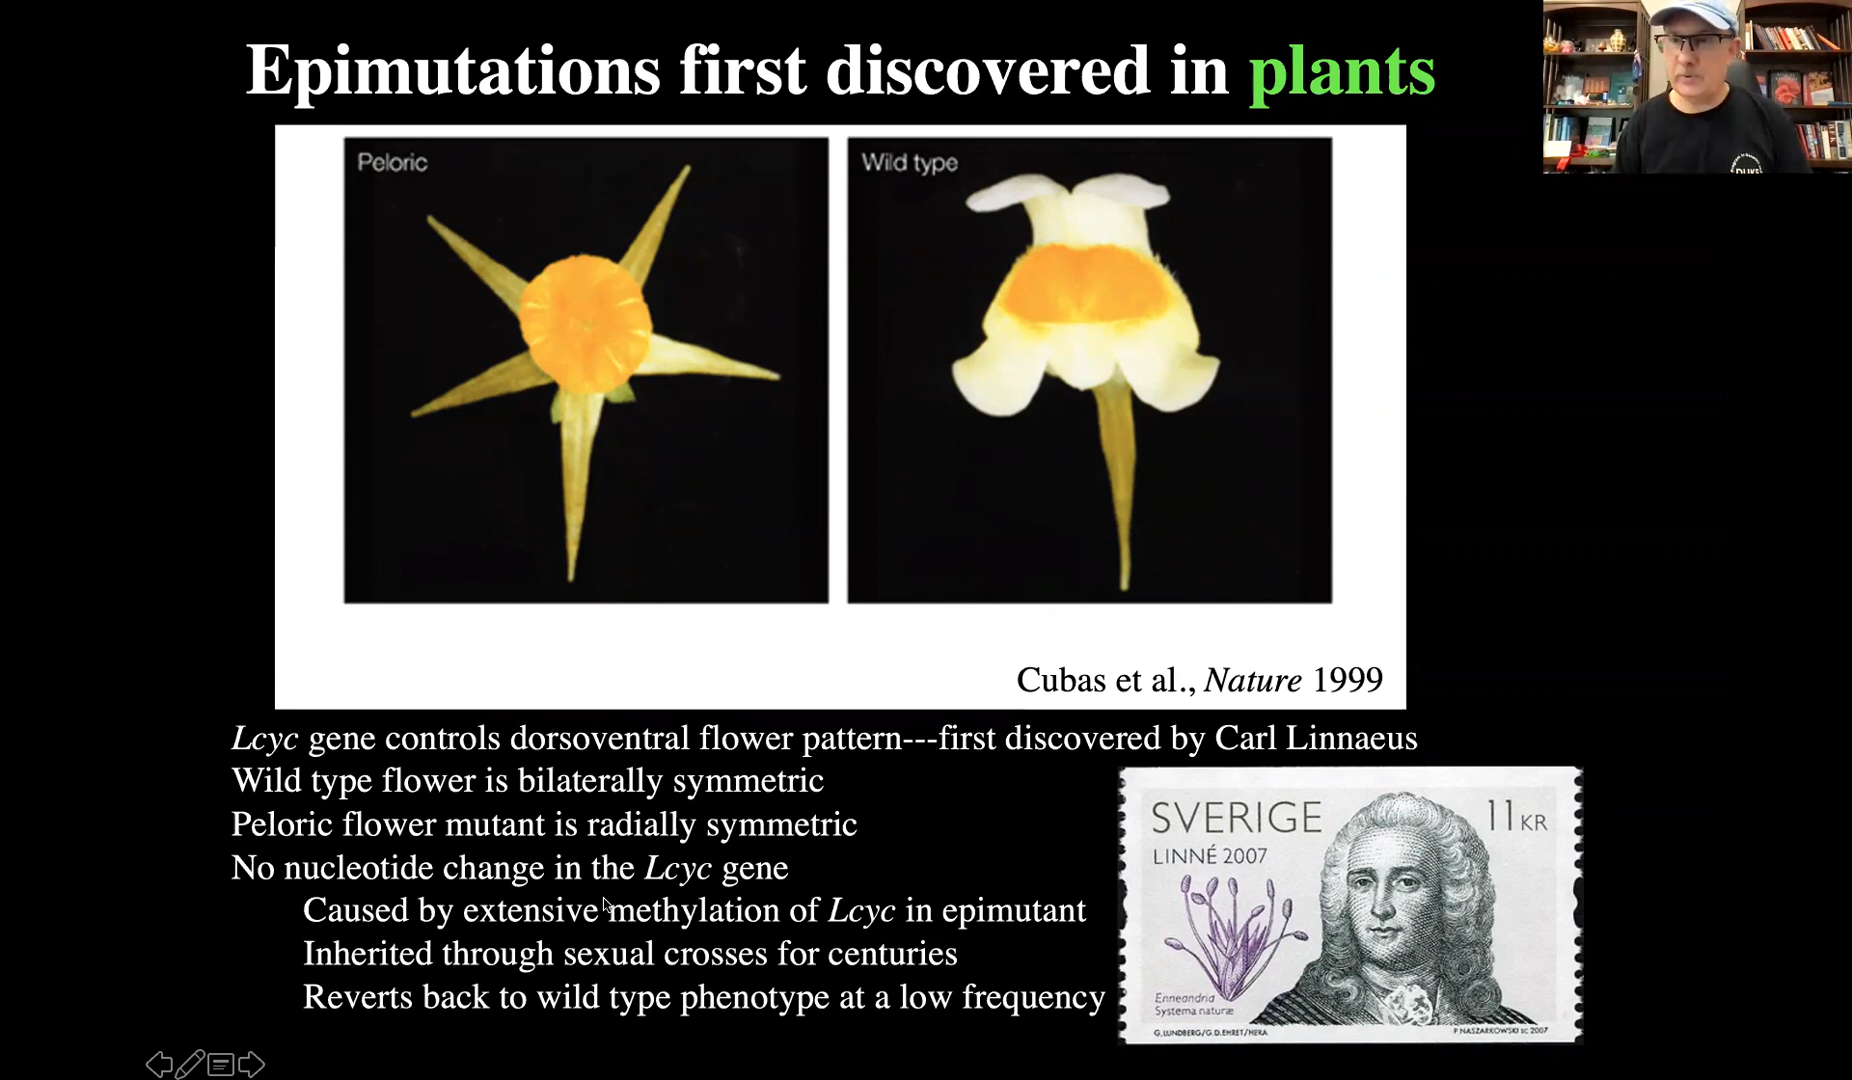 Epimutations first discovered in plants
Peloric
Wild type
Cubas et al., Nature 1999
Lcyc gene controls dorsoventral flower pattern---first discovered by Carl Linnaeus
Wild type flower is bilaterally symmetric
Peloric flower mutant is radially symmetric
No nucleotide change in the Lcyc gene
Caused by extensive methylation of Lcyc in epimutant
Inherited through sexual crosses for centuries
Reverts back to wild type phenotype at a low frequency
SVERIGE
11 KR
LINNÉ 2007
Enneandria
Systema naturæ
G.LUNDBERG/G.D.EHRET/HERA
P. NASZARKOWSKI SC 2007
DUKE